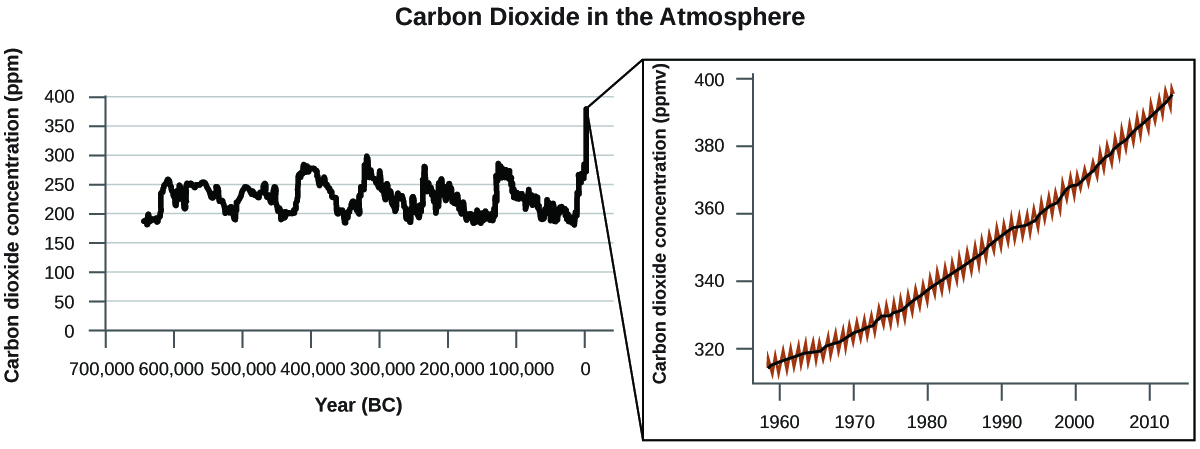 Carbon Dioxide in the Atmosphere
Carbon dioxide concentration (ppm)
400
350
300
250
200
150
100
50
0
700,000 600,000 500,000 400,000 300,000 200,000 100,000 0
Year (BC)
Carbon dioxide concentration (ppmv)
400
380
360
340
320
1960 1970 1980 1990 2000 2010